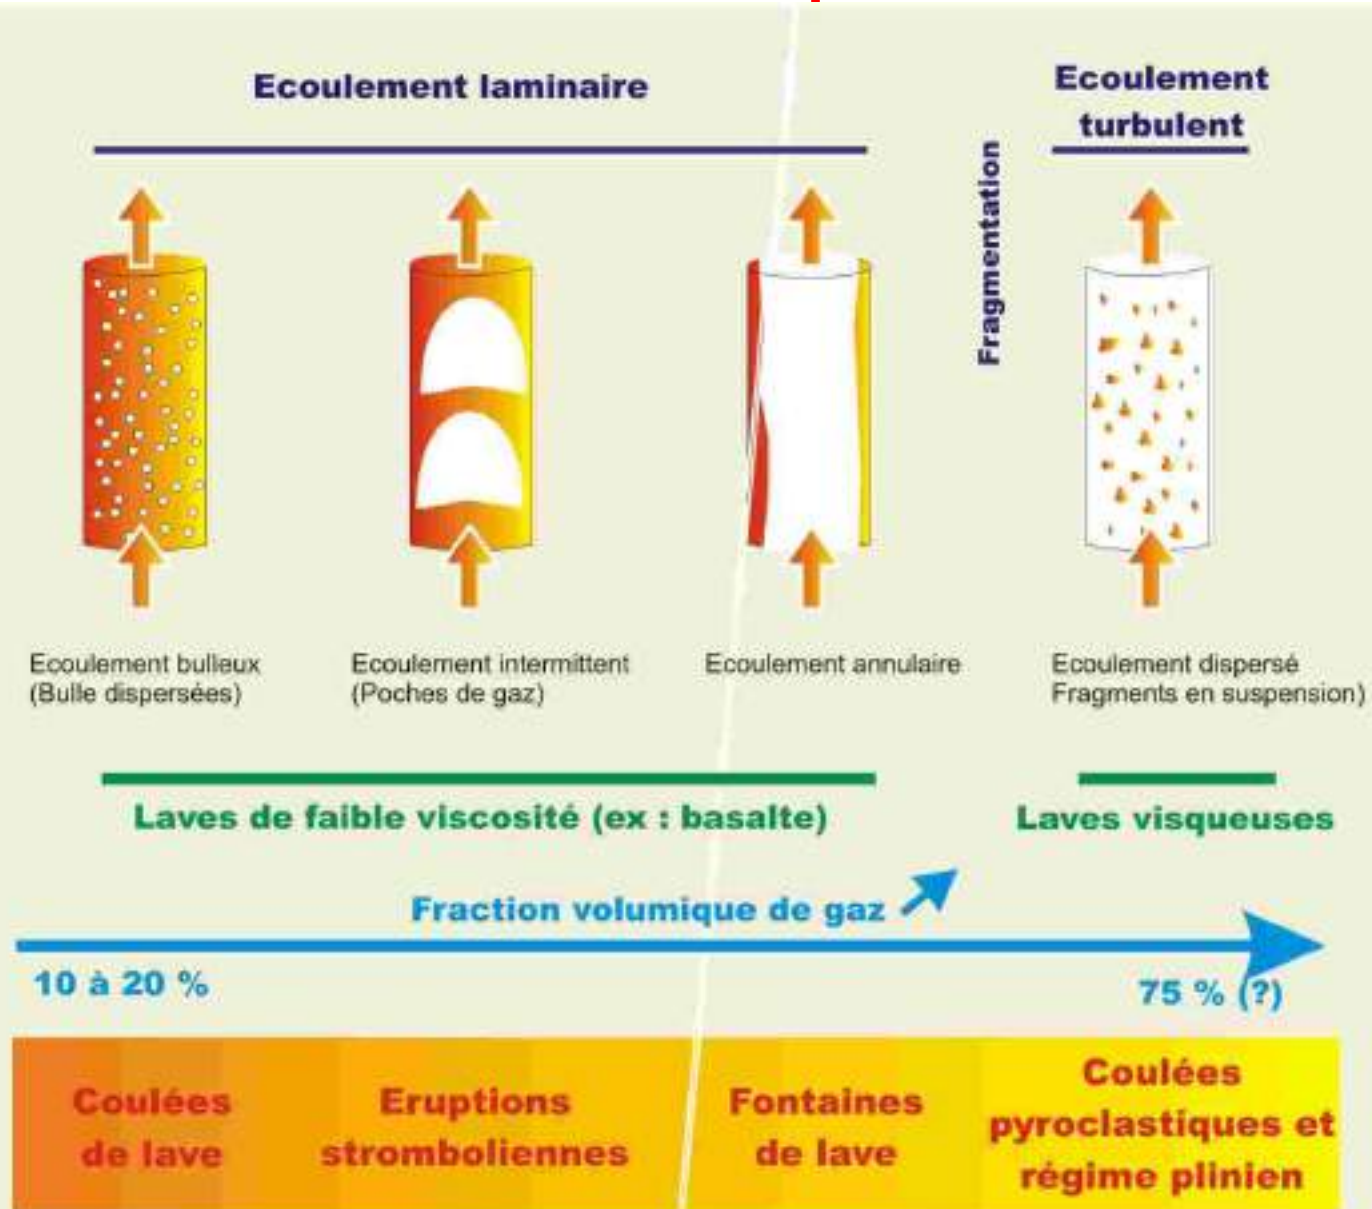 Ecoulement laminaire
Ecoulement
turbulent
Fragmentation
Ecoulement bulleux
(Bulle dispersées)
Ecoulement intermittent
(Poches de gaz)
Ecoulement annulaire
Ecoulement dispersé
Fragments en suspension)
Laves de faible viscosité (ex : basalte)
Laves visqueuses
Fraction volumique de gaz
10 à 20 %
75 % (?)
Coulées
de lave
Eruptions
stromboliennes
Fontaines
de lave
Coulées
pyroclastiques et
régime plinien